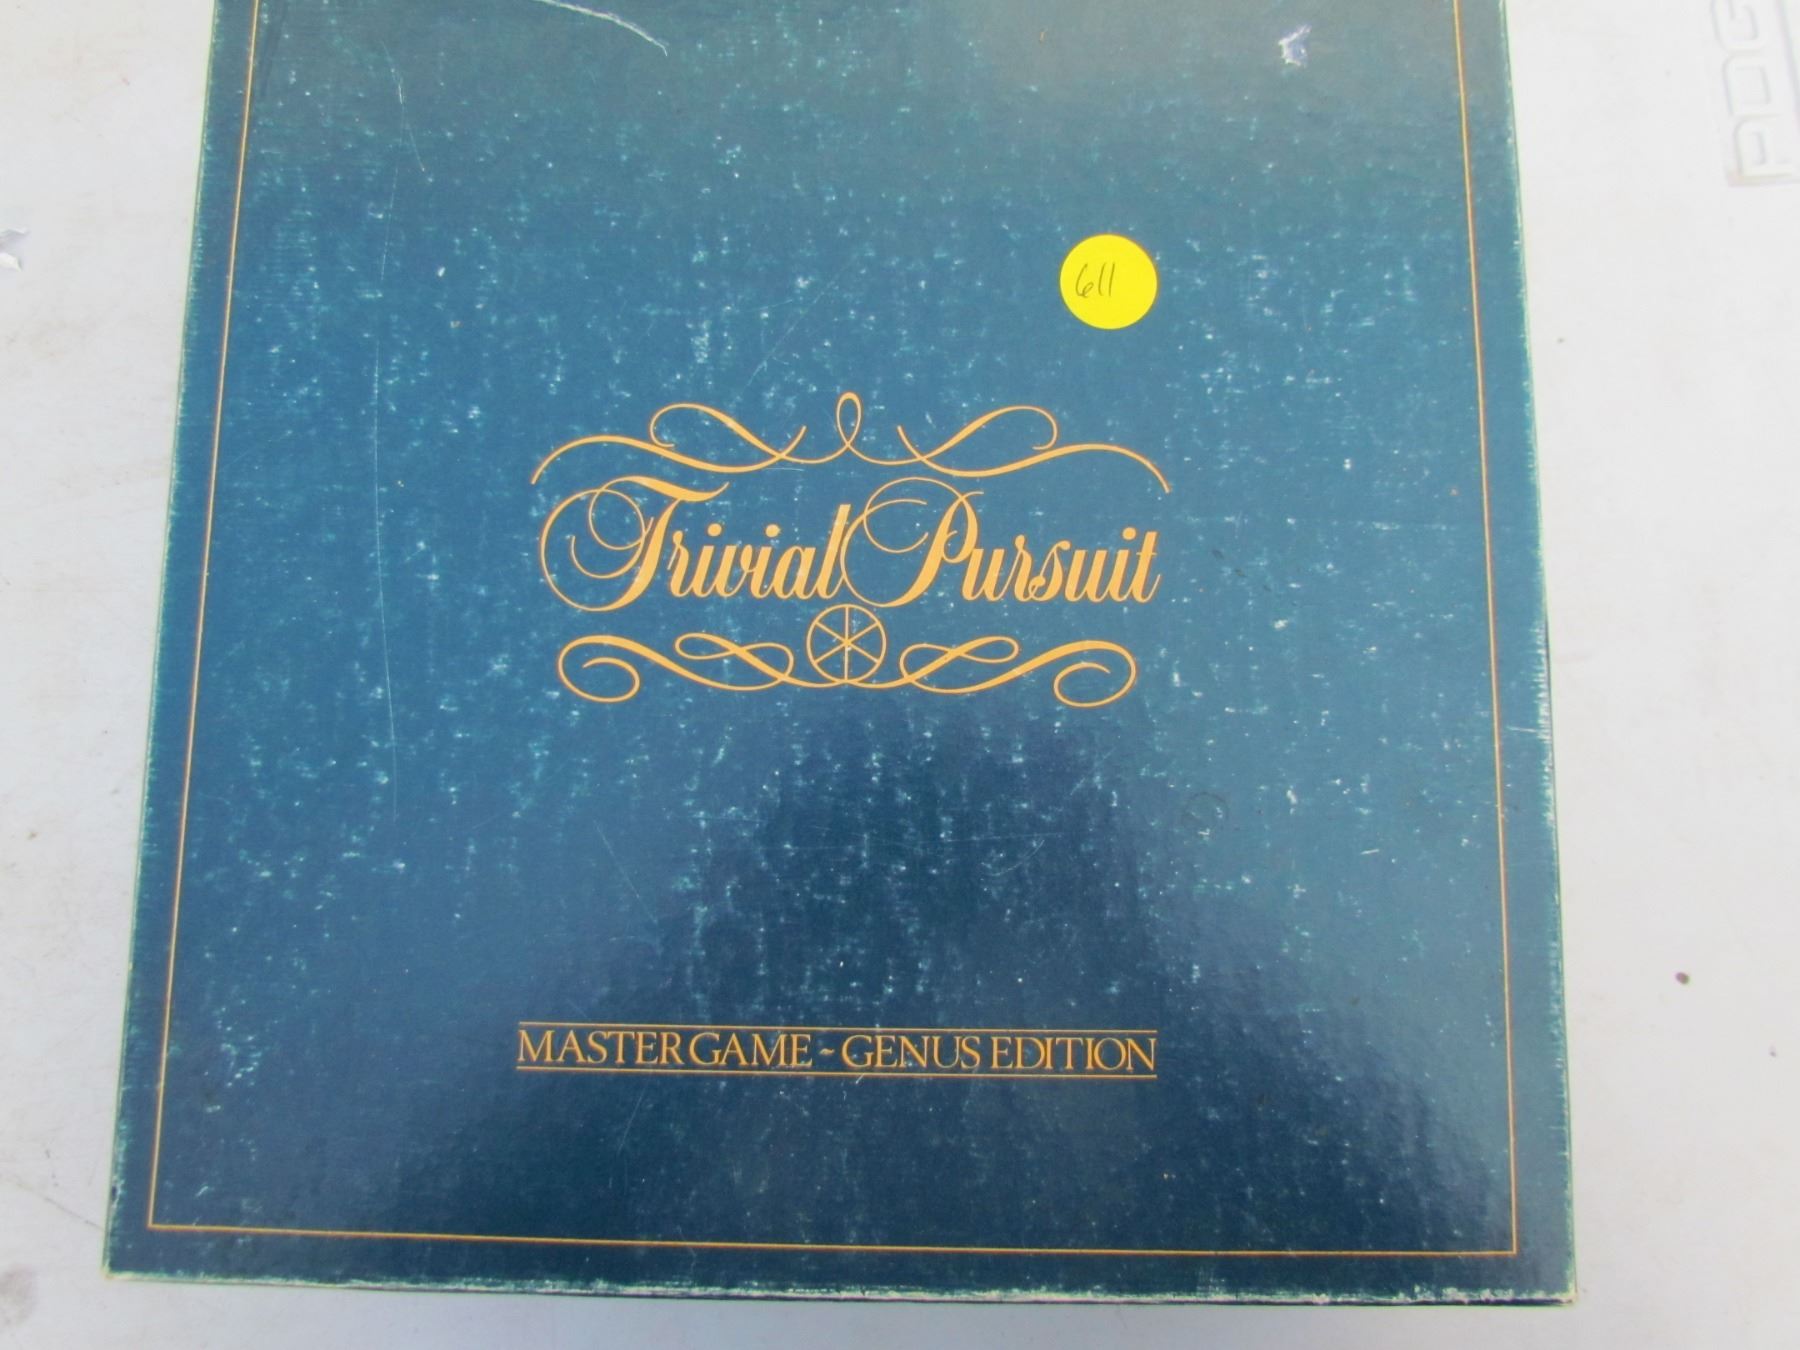 611
Trivial Pursuit
MASTER GAME ~ GENUS EDITION